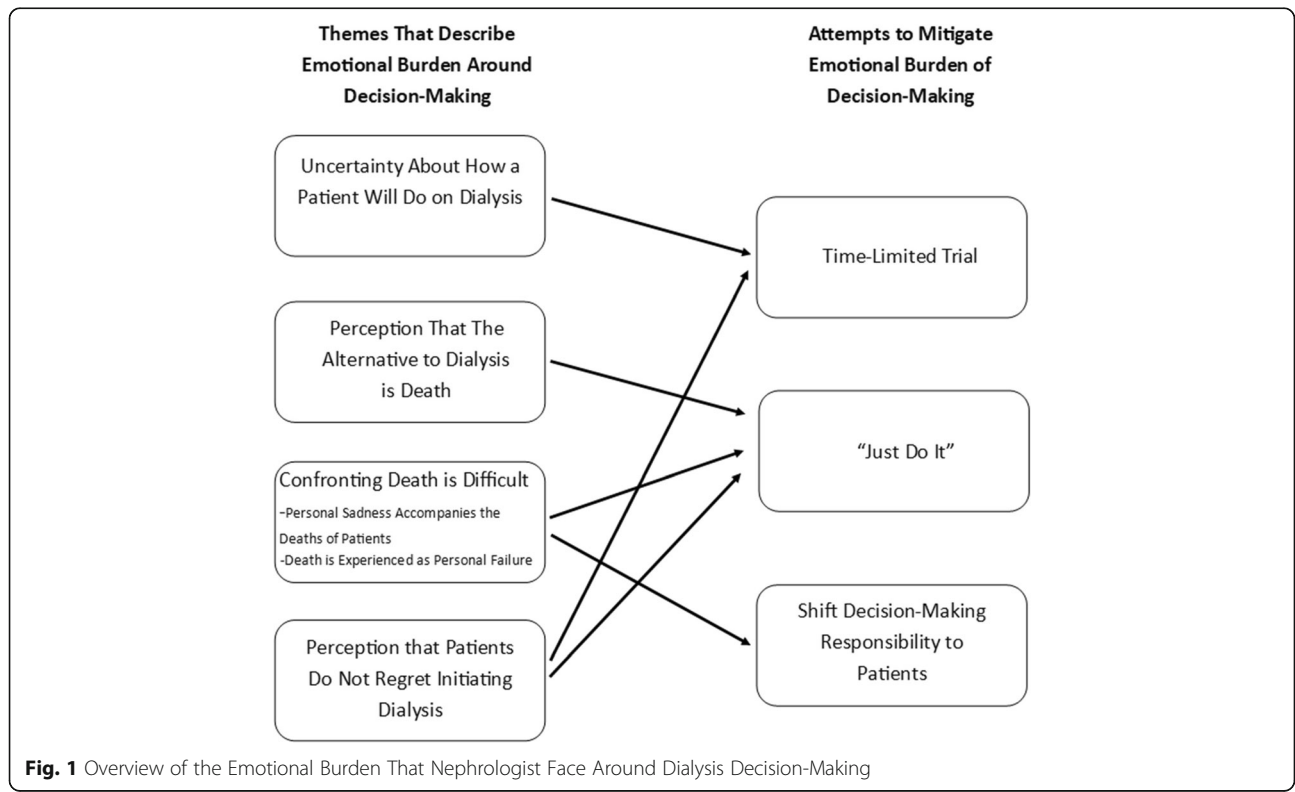 Themes That Describe
Emotional Burden Around
Decision-Making
Attempts to Mitigate
Emotional Burden of
Decision-Making
Uncertainty About How a
Patient Will Do on Dialysis
Perception That The
Alternative to Dialysis
is Death
Confronting Death is Difficult
-Personal Sadness Accompanies the
Deaths of Patients
-Death is Experienced as Personal Failure
Perception that Patients
Do Not Regret Initiating
Dialysis
Time-Limited Trial
“Just Do It”
Shift Decision-Making
Responsibility to
Patients
Fig. 1 Overview of the Emotional Burden That Nephrologist Face Around Dialysis Decision-Making